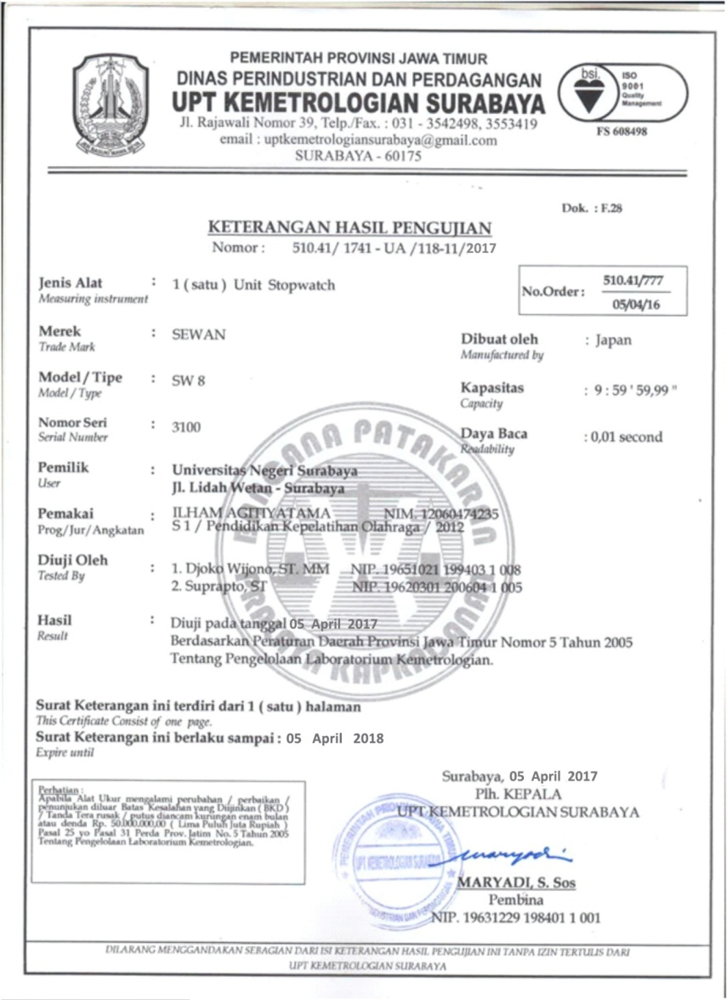 PEMERINTAH PROVINSI JAWA TIMUR
DINAS PERINDUSTRIAN DAN PERDAGANGAN
UPT KEMETROLOGIAN SURABAYA
Jl. Rajawali Nomor 39, Telp./Fax. : 031 - 3542498, 3553419
email : uptkemetrologiansurabaya@gmail.com
SURABAYA - 60175
bsi.
ISO
9001
Quality
Management
FS 608498
Dok. : F.28
KETERANGAN HASIL PENGUJIAN
Nomor : 510.41/ 1741 - UA /118-11/2017
Jenis Alat : 1 ( satu ) Unit Stopwatch
Measuring instrument
No.Order : 510.41/777
05/04/16
Merek : SEWAN
Trade Mark
Dibuat oleh : Japan
Manufactured by
Model / Tipe : SW 8
Model / Type
Kapasitas : 9 : 59 ' 59,99 "
Capacity
Nomor Seri : 3100
Serial Number
Daya Baca : 0,01 second
Readability
Pemilik : Universitas Negeri Surabaya
User
Jl. Lidah Wetan - Surabaya
Pemakai : ILHAM AGITIYATAMA NIM. 12060474235
Prog/Jur/Angkatan S 1 / Pendidikan Kepelatihan Olahraga / 2012
Diuji Oleh : 1. Djoko Wijono, ST. MM NIP. 19651021 199403 1 008
Tested By
2. Suprapto, ST NIP. 19620301 200604 1 005
Hasil : Diuji pada tanggal 05 April 2017
Result
Berdasarkan Peraturan Daerah Provinsi Jawa Timur Nomor 5 Tahun 2005
Tentang Pengelolaan Laboratorium Kemetrologian.
Surat Keterangan ini terdiri dari 1 ( satu ) halaman
This Certificate Consist of one page.
Surat Keterangan ini berlaku sampai : 05 April 2018
Expire until
Perhatian :
Apabila Alat Ukur mengalami perubahan / perbaikan /
penunjukan diluar Batas Kesalahan yang Diijinkan ( BKD )
/ Tanda Tera rusak / putus diancam kurungan enam bulan
atau denda Rp. 50.000.000,00 ( Lima Puluh Juta Rupiah )
Pasal 25 yo Pasal 31 Perda Prov. Jatim No. 5 Tahun 2005
Tentang Pengelolaan Laboratorium Kemetrologian.
Surabaya, 05 April 2017
Plh. KEPALA
UPT KEMETROLOGIAN SURABAYA
UPT KEMETROLOGIAN SURABAYA
MARYADI, S. Sos
Pembina
NIP. 19631229 198401 1 001
DILARANG MENGGANDAKAN SEBAGIAN DARI ISI KETERANGAN HASIL PENGUJIAN INI TANPA IZIN TERTULIS DARI
UPT KEMETROLOGIAN SURABAYA